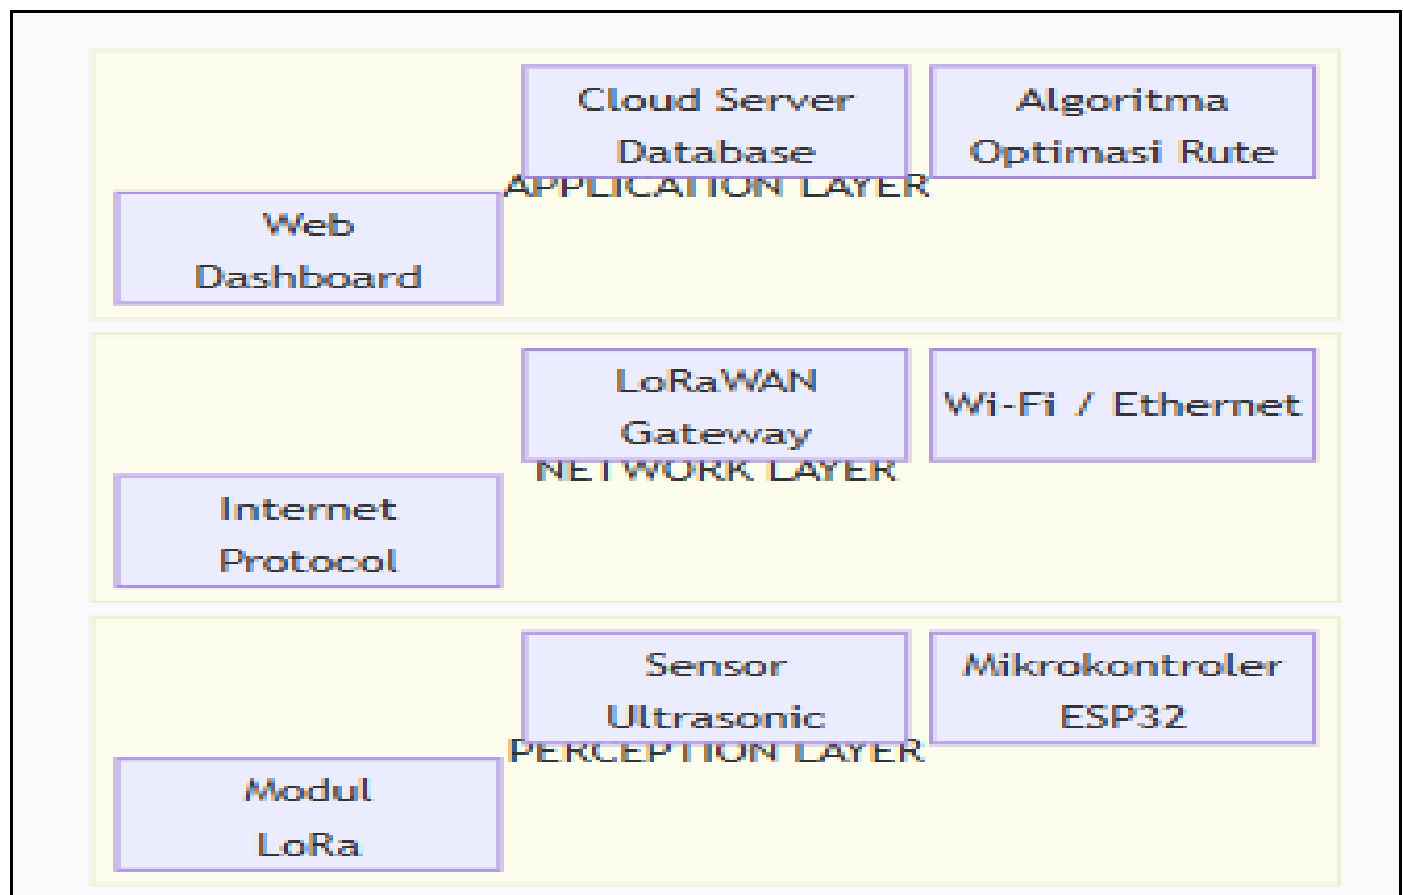 Cloud Server
Database
Algoritma
Optimasi Rute
APPLICATION LAYER
Web
Dashboard
LoRaWAN
Gateway
Wi-Fi / Ethernet
NETWORK LAYER
Internet
Protocol
Sensor
Ultrasonic
Mikrokontroler
ESP32
PERCEPTION LAYER
Modul
LoRa